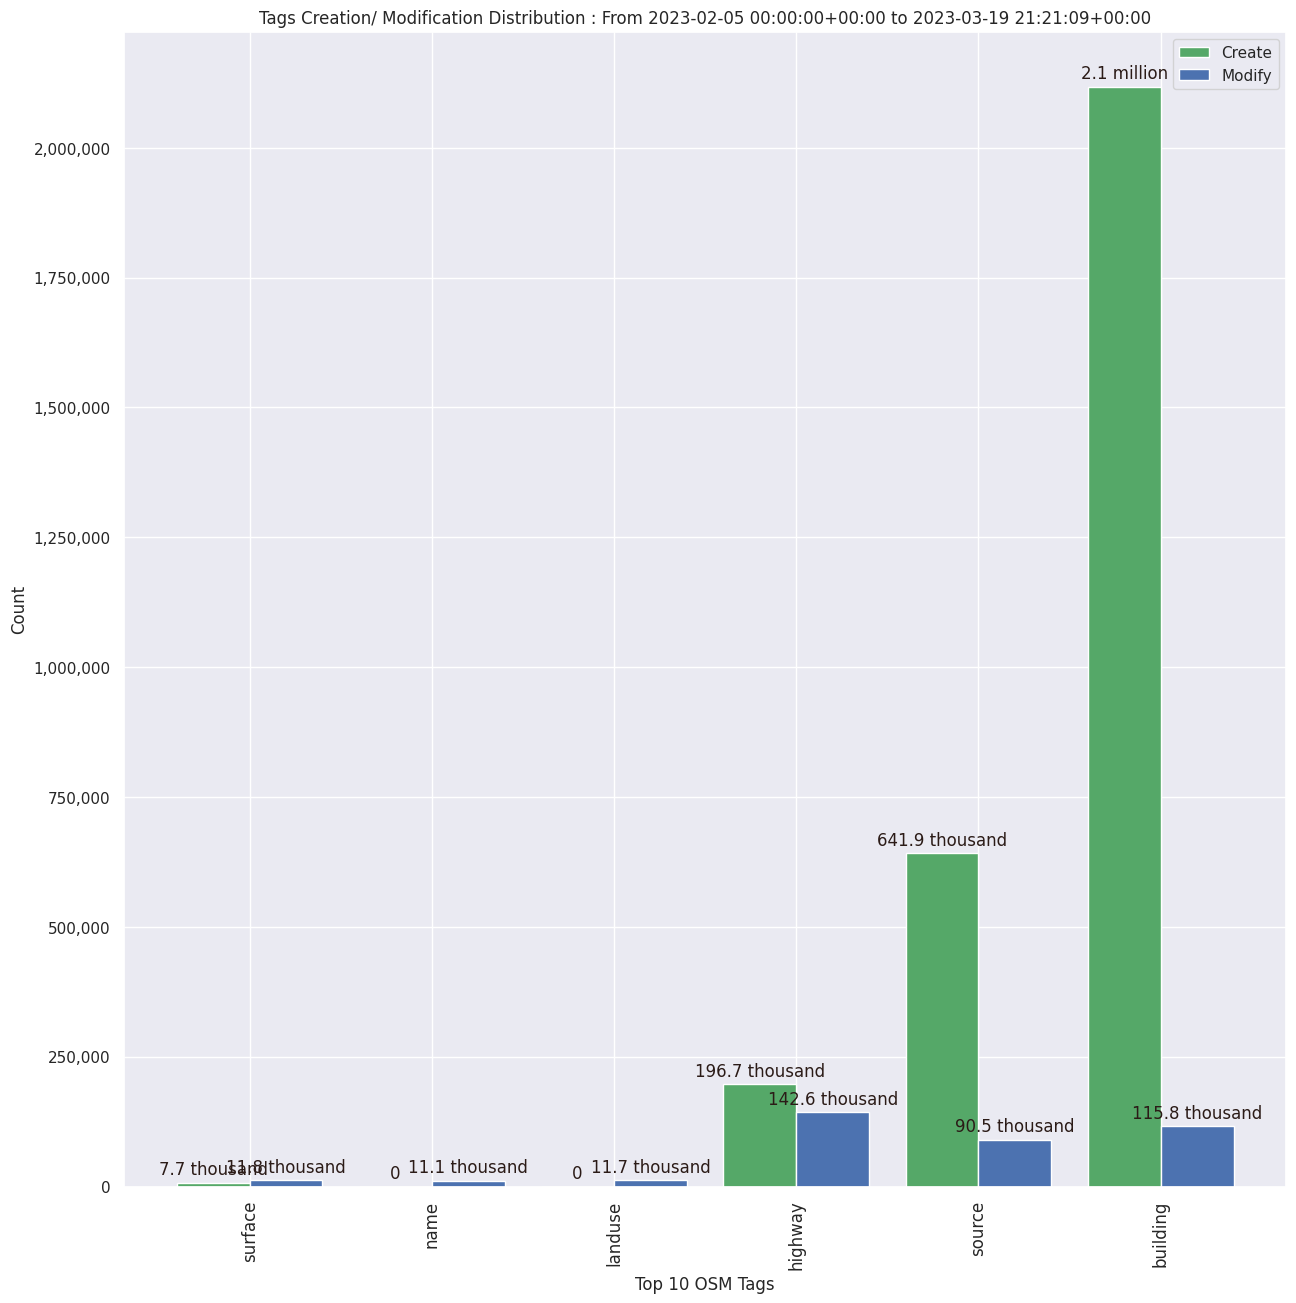 Tags Creation/ Modification Distribution : From 2023-02-05 00:00:00+00:00 to 2023-03-19 21:21:09+00:00
Create
Modify
2.1 million
2,000,000
1,750,000
1,500,000
1,250,000
1,000,000
750,000
500,000
250,000
0
Count
641.9 thousand
196.7 thousand
142.6 thousand
90.5 thousand
115.8 thousand
7.7 thousand
11.8 thousand
0
11.1 thousand
0
11.7 thousand
surface
name
landuse
highway
source
building
Top 10 OSM Tags